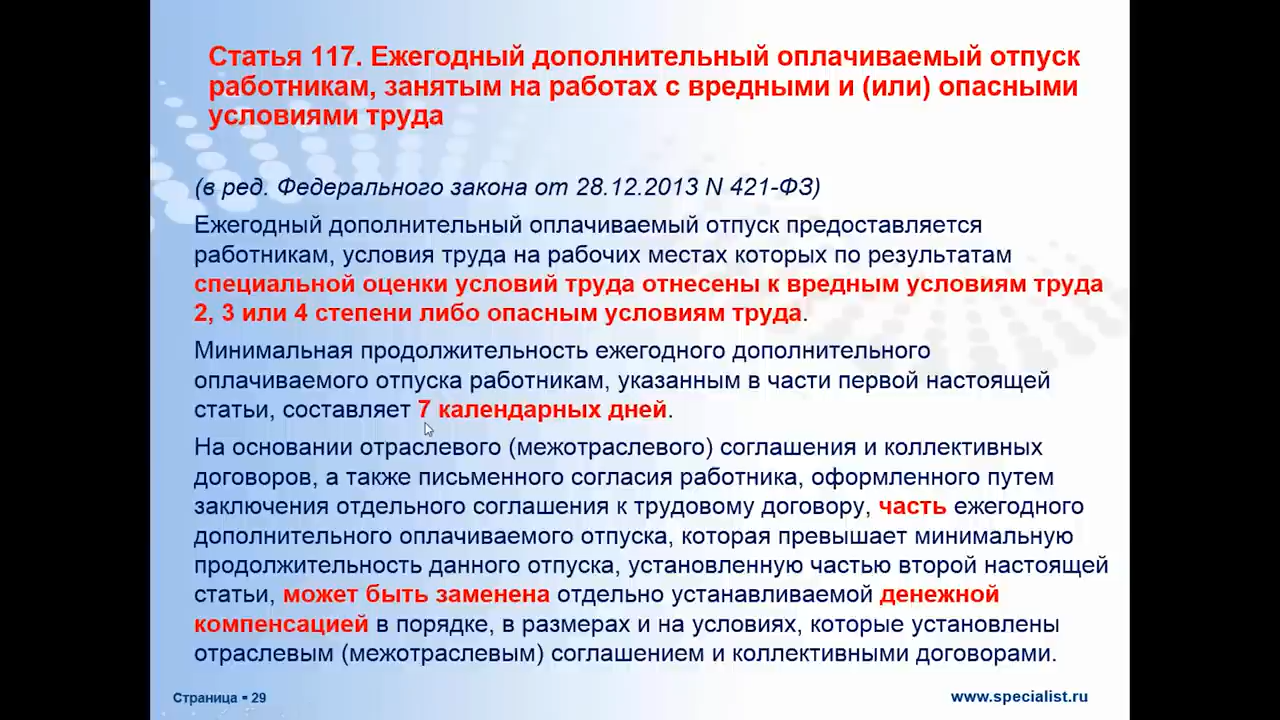 Статья 117. Ежегодный дополнительный оплачиваемый отпуск
работникам, занятым на работах с вредными и (или) опасными
условиями труда
(в ред. Федерального закона от 28.12.2013 N 421-ФЗ)
Ежегодный дополнительный оплачиваемый отпуск предоставляется
работникам, условия труда на рабочих местах которых по результатам
специальной оценки условий труда отнесены к вредным условиям труда
2, 3 или 4 степени либо опасным условиям труда.
Минимальная продолжительность ежегодного дополнительного
оплачиваемого отпуска работникам, указанным в части первой настоящей
статьи, составляет 7 календарных дней.
На основании отраслевого (межотраслевого) соглашения и коллективных
договоров, а также письменного согласия работника, оформленного путем
заключения отдельного соглашения к трудовому договору, часть ежегодного
дополнительного оплачиваемого отпуска, которая превышает минимальную
продолжительность данного отпуска, установленную частью второй настоящей
статьи, может быть заменена отдельно устанавливаемой денежной
компенсацией в порядке, в размерах и на условиях, которые установлены
отраслевым (межотраслевым) соглашением и коллективными договорами.
Страница ▪ 29
www.specialist.ru